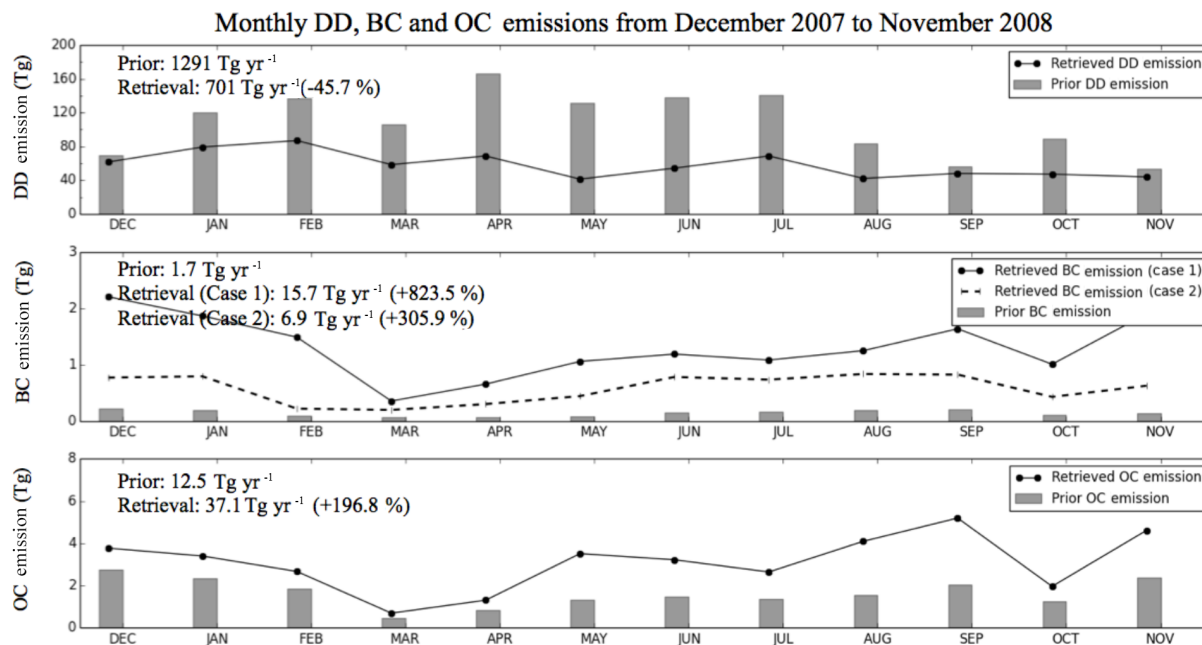 Monthly DD, BC and OC emissions from December 2007 to November 2008
DD emission (Tg)
200
160
120
80
40
0
Prior: 1291 Tg yr -1
Retrieval: 701 Tg yr -1(-45.7 %)
Retrieved DD emission
Prior DD emission
DEC JAN FEB MAR APR MAY JUN JUL AUG SEP OCT NOV
BC emission (Tg)
3
2
1
0
Prior: 1.7 Tg yr -1
Retrieval (Case 1): 15.7 Tg yr -1 (+823.5 %)
Retrieval (Case 2): 6.9 Tg yr -1 (+305.9 %)
Retrieved BC emission (case 1)
Retrieved BC emission (case 2)
Prior BC emission
DEC JAN FEB MAR APR MAY JUN JUL AUG SEP OCT NOV
OC emission (Tg)
8
6
4
2
0
Prior: 12.5 Tg yr -1
Retrieval: 37.1 Tg yr -1 (+196.8 %)
Retrieved OC emission
Prior OC emission
DEC JAN FEB MAR APR MAY JUN JUL AUG SEP OCT NOV